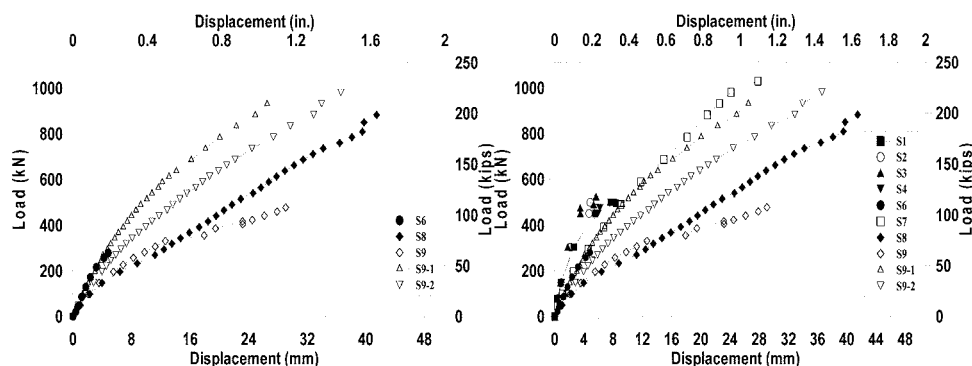 Displacement (in.)
0 0.4 0.8 1.2 1.6 2
250
1000
200
800
150
600
100
400
50
200
0
0
Load (kN)
Load (kips)
S6
S8
S9
S9-1
S9-2
0 8 16 24 32 40 48
Displacement (mm)
Displacement (in.)
0 0.2 0.4 0.6 0.8 1 1.2 1.4 1.6 1.8 2
250
1000
200
800
150
600
100
400
50
200
0
0
Load (kN)
Load (kips)
S1
S2
S3
S4
S6
S7
S8
S9
S9-1
S9-2
0 4 8 12 16 20 24 28 32 36 40 44 48
Displacement (mm)